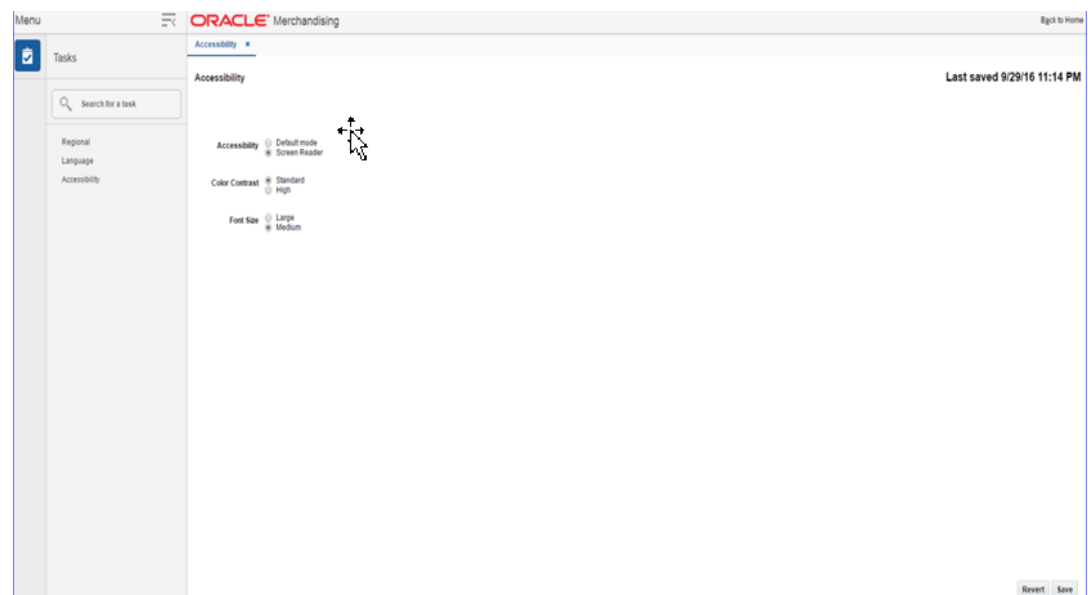 Menu
ORACLE® Merchandising
Back to Home
Tasks
Search for a task
Regional
Language
Accessibility
Accessibility ×
Accessibility
Last saved 9/29/16 11:14 PM
Accessibility
Default mode
Screen Reader
Color Contrast
Standard
High
Font Size
Large
Medium
Revert
Save